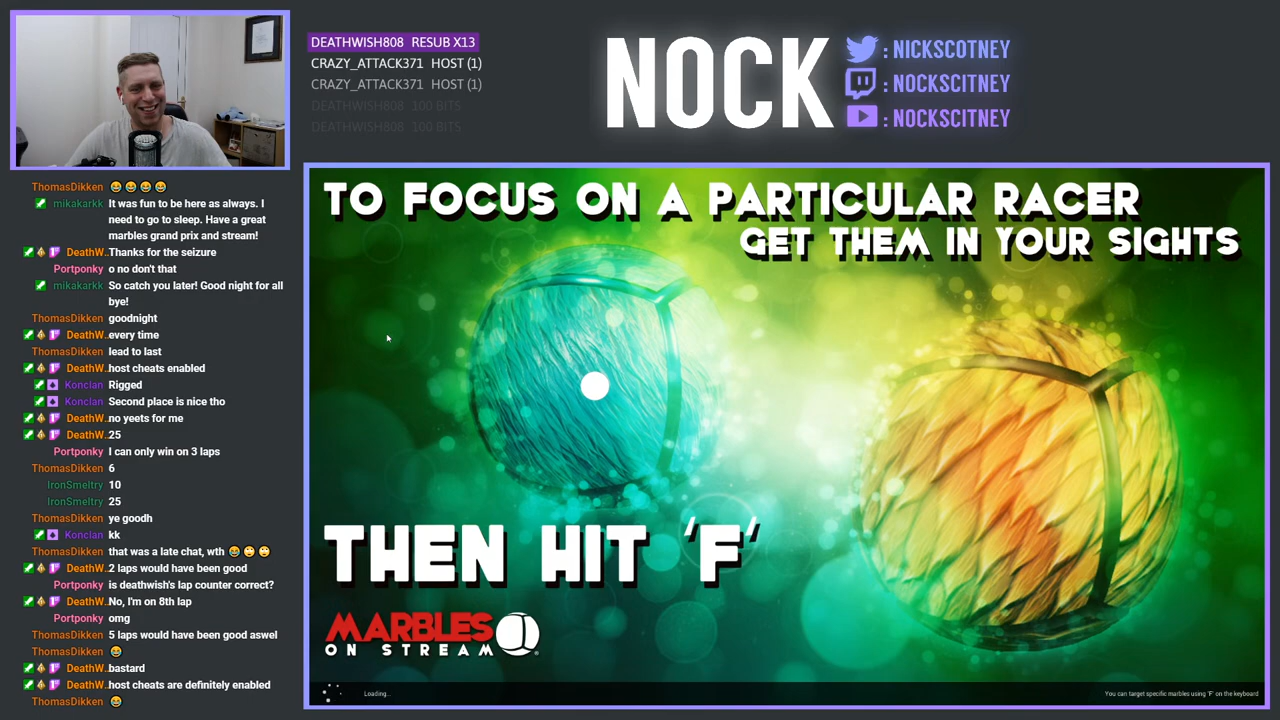 DEATHWISH808 RESUB X13
CRAZY_ATTACK371 HOST (1)
CRAZY_ATTACK371 HOST (1)
DEATHWISH808 100 BITS
DEATHWISH808 100 BITS
NOCK
: NICKSCOTNEY
: NOCKSCITNEY
: NOCKSCITNEY
ThomasDikken 😂 😂 😂 😂
mikakarkk It was fun to be here as always. I
need to go to sleep. Have a great
marbles grand prix and stream!
DeathW.. Thanks for the seizure
Portponky o no don't that
mikakarkk So catch you later! Good night for all
bye!
ThomasDikken goodnight
DeathW.. every time
ThomasDikken lead to last
DeathW.. host cheats enabled
Konclan Rigged
Konclan Second place is nice tho
DeathW.. no yeets for me
DeathW.. 25
Portponky I can only win on 3 laps
ThomasDikken 6
IronSmeltry 10
IronSmeltry 25
ThomasDikken ye goodh
Konclan kk
ThomasDikken that was a late chat, wth 😂 🙄 🙄
DeathW.. 2 laps would have been good
Portponky is deathwish's lap counter correct?
DeathW.. No, I'm on 8th lap
Portponky omg
ThomasDikken 5 laps would have been good aswel
ThomasDikken 😂
DeathW.. bastard
DeathW.. host cheats are definitely enabled
ThomasDikken 😂
TO FOCUS ON A PARTICULAR RACER
GET THEM IN YOUR SIGHTS
THEN HIT 'F'
MARBLES
ON STREAM
Loading...
You can target specific marbles using 'F' on the keyboard